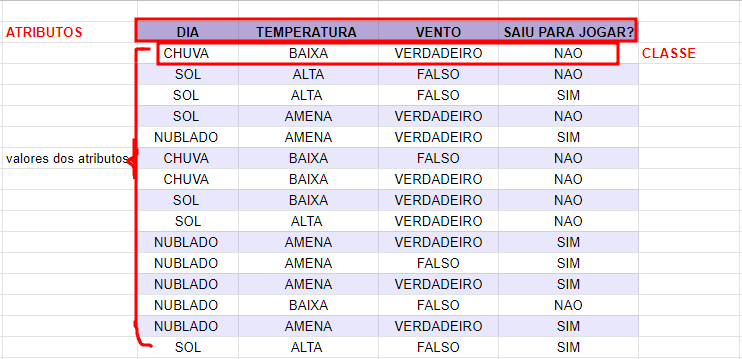 ATRIBUTOS DIA TEMPERATURA VENTO SAIU PARA JOGAR?
CHUVA BAIXA VERDADEIRO NAO CLASSE
SOL ALTA FALSO NAO
SOL ALTA FALSO SIM
SOL AMENA VERDADEIRO NAO
NUBLADO AMENA VERDADEIRO SIM
valores dos atributos CHUVA BAIXA FALSO NAO
CHUVA BAIXA VERDADEIRO NAO
SOL BAIXA VERDADEIRO NAO
SOL ALTA VERDADEIRO NAO
NUBLADO AMENA VERDADEIRO SIM
NUBLADO AMENA FALSO SIM
NUBLADO AMENA VERDADEIRO SIM
NUBLADO BAIXA FALSO NAO
NUBLADO AMENA VERDADEIRO SIM
SOL ALTA FALSO SIM